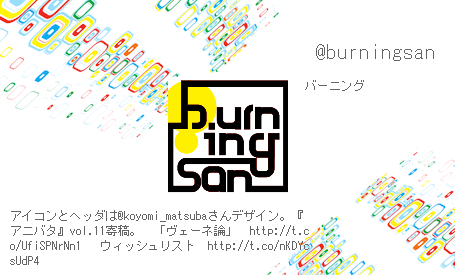 @burningsan
バーニング
burn
ing
san
アイコンとヘッダは@koyomi_matsubaさんデザイン。『
アニバタ』vol.11寄稿。　「ヴェーネ論」　http://t.c
o/UfiSPNrNn1　　ウィッシュリスト　http://t.co/nKDYc
sUdP4